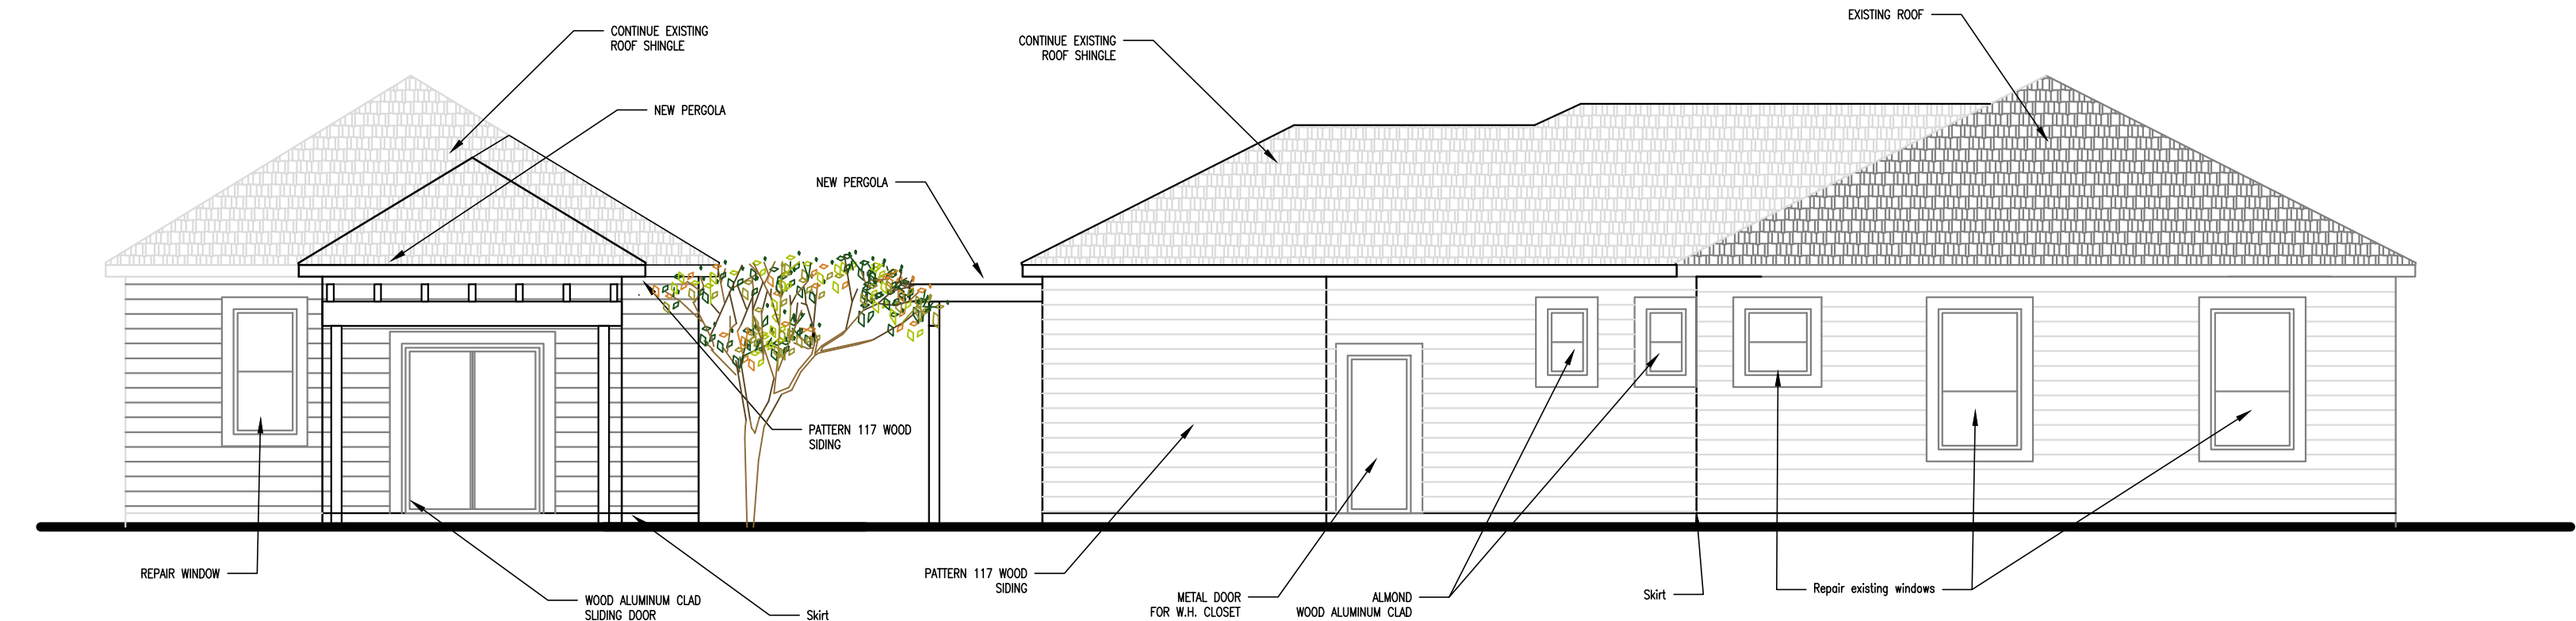 CONTINUE EXISTING
ROOF SHINGLE
NEW PERGOLA
CONTINUE EXISTING
ROOF SHINGLE
EXISTING ROOF
NEW PERGOLA
PATTERN 117 WOOD
SIDING
REPAIR WINDOW
WOOD ALUMINUM CLAD
SLIDING DOOR
Skirt
PATTERN 117 WOOD
SIDING
METAL DOOR
FOR W.H. CLOSET
ALMOND
WOOD ALUMINUM CLAD
Skirt
Repair existing windows